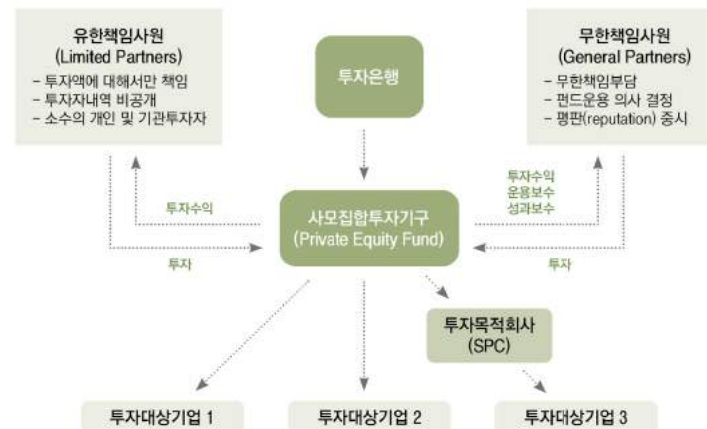 유한책임사원
(Limited Partners)
– 투자액에 대해서만 책임
– 투자자내역 비공개
– 소수의 개인 및 기관투자자
투자은행
무한책임사원
(General Partners)
– 무한책임부담
– 펀드운용 의사 결정
– 평판(reputation) 중시
투자수익
투자
사모집합투자기구
(Private Equity Fund)
투자수익
운용보수
성과보수
투자
투자목적회사
(SPC)
투자대상기업 1
투자대상기업 2
투자대상기업 3